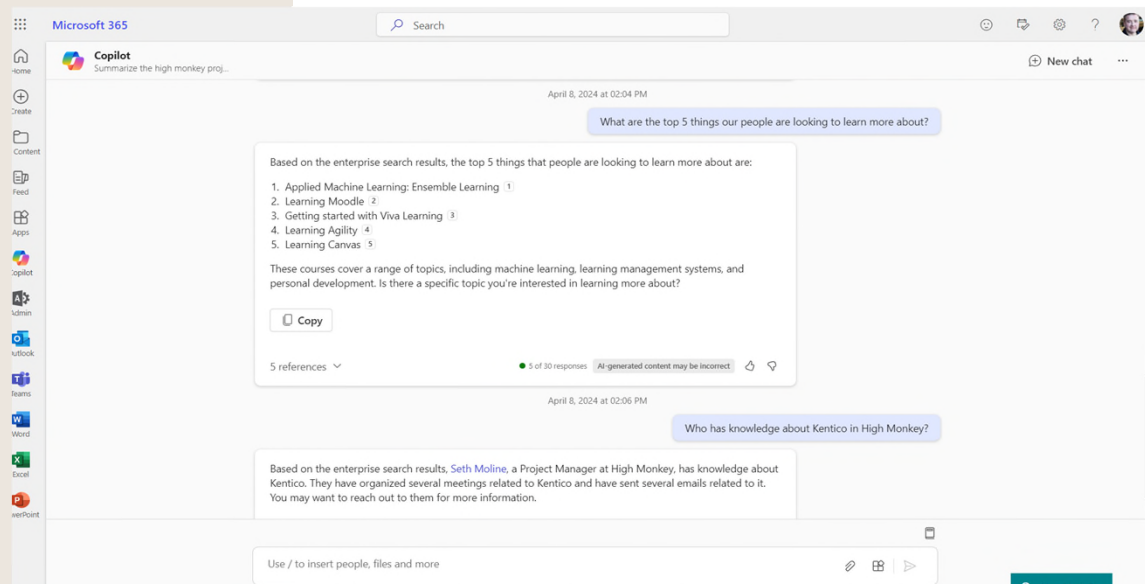 Microsoft 365
Search
?
Copilot
Summarize the high monkey proj...
New chat
...
Home
Create
Content
Feed
Apps
Copilot
Admin
Outlook
Teams
Word
Excel
PowerPoint
April 8, 2024 at 02:04 PM
What are the top 5 things our people are looking to learn more about?
Based on the enterprise search results, the top 5 things that people are looking to learn more about are:
1. Applied Machine Learning: Ensemble Learning 1
2. Learning Moodle 2
3. Getting started with Viva Learning 3
4. Learning Agility 4
5. Learning Canvas 5
These courses cover a range of topics, including machine learning, learning management systems, and
personal development. Is there a specific topic you're interested in learning more about?
Copy
5 references
5 of 30 responses AI-generated content may be incorrect
April 8, 2024 at 02:06 PM
Who has knowledge about Kentico in High Monkey?
Based on the enterprise search results, Seth Moline, a Project Manager at High Monkey, has knowledge about
Kentico. They have organized several meetings related to Kentico and have sent several emails related to it.
You may want to reach out to them for more information.
Use / to insert people, files and more